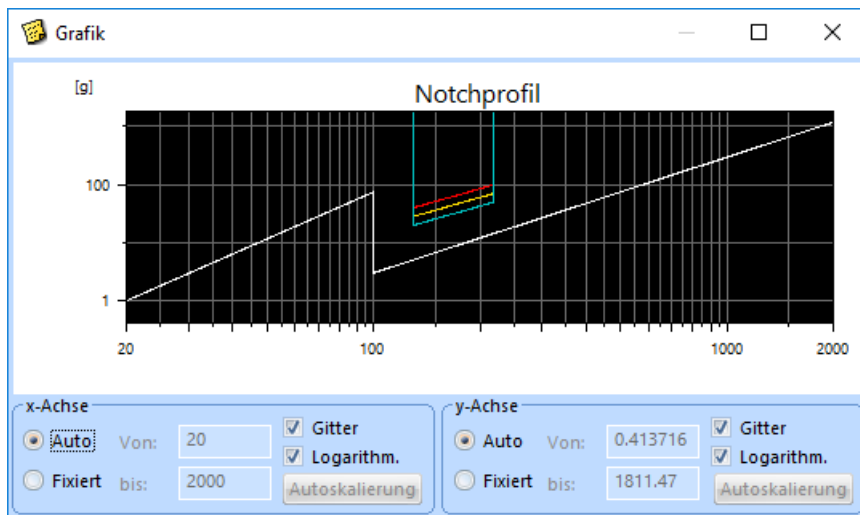 Grafik
[g]
Notchprofil
100
1
20 100 1000 2000
x-Achse
Auto Von: 20 Gitter
Logarithm.
Fixiert bis: 2000 Autoskalierung
y-Achse
Auto Von: 0.413716 Gitter
Logarithm.
Fixiert bis: 1811.47 Autoskalierung